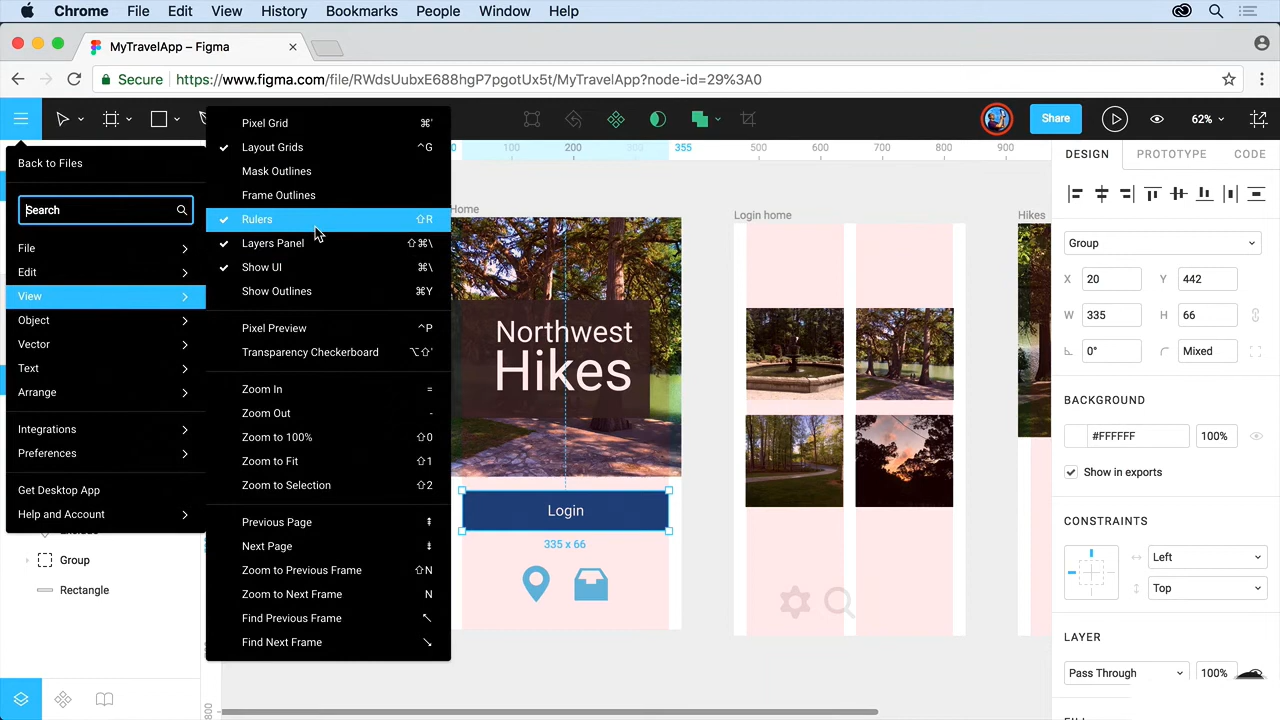 Chrome File Edit View History Bookmarks People Window Help
MyTravelApp – Figma
Secure https://www.figma.com/file/RWdsUubxE688hgP7pgotUx5t/MyTravelApp?node-id=29%3A0
Share
62%
Back to Files
Search
File
Edit
View
Object
Vector
Text
Arrange
Integrations
Preferences
Get Desktop App
Help and Account
Group
Rectangle
Pixel Grid ⌘'
Layout Grids ^G
Mask Outlines
Frame Outlines
Rulers ⇧R
Layers Panel ⇧⌘\
Show UI ⌘\
Show Outlines ⌘Y
Pixel Preview ^P
Transparency Checkerboard ⌥⇧'
Zoom In =
Zoom Out -
Zoom to 100% ⇧0
Zoom to Fit ⇧1
Zoom to Selection ⇧2
Previous Page
Next Page
Zoom to Previous Frame ⇧N
Zoom to Next Frame N
Find Previous Frame
Find Next Frame
0 100 200 300 355 500 600 700 800 900
800
Home
Northwest
Hikes
Login
335 x 66
Login home
Hikes
DESIGN PROTOTYPE CODE
Group
X 20 Y 442
W 335 H 66
0° Mixed
BACKGROUND
#FFFFFF 100%
Show in exports
CONSTRAINTS
Left
Top
LAYER
Pass Through 100%